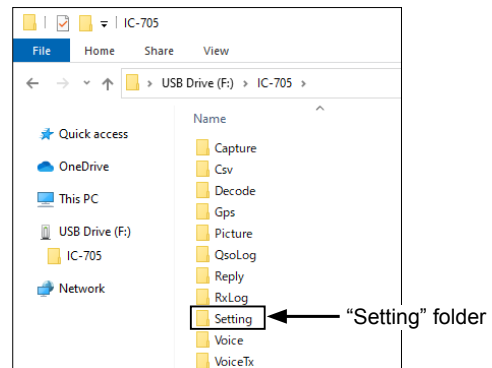 IC-705
File Home Share View
USB Drive (F:) > IC-705 >
Name
Quick access
OneDrive
This PC
USB Drive (F:)
IC-705
Network
Capture
Csv
Decode
Gps
Picture
QsoLog
Reply
RxLog
Setting
Voice
VoiceTx
“Setting” folder